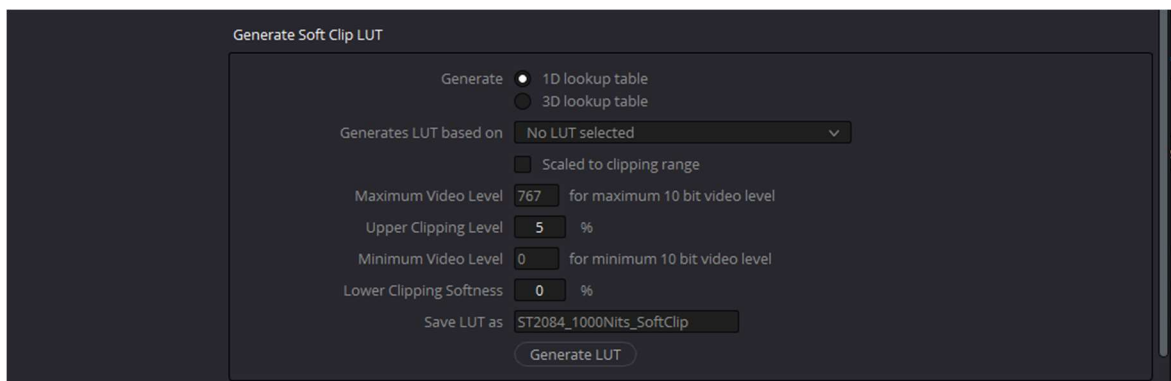 Generate Soft Clip LUT
Generate 1D lookup table
3D lookup table
Generates LUT based on No LUT selected
Scaled to clipping range
Maximum Video Level 767 for maximum 10 bit video level
Upper Clipping Level 5 %
Minimum Video Level 0 for minimum 10 bit video level
Lower Clipping Softness 0 %
Save LUT as ST2084_1000Nits_SoftClip
Generate LUT